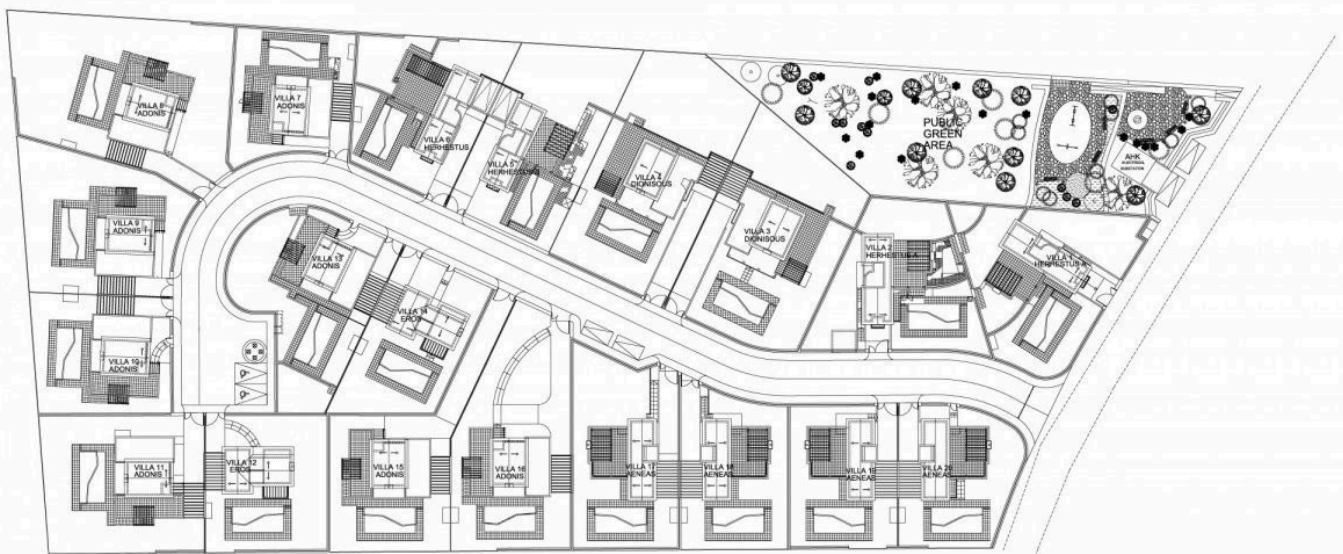 VILLA 8
ADONIS
VILLA 7
ADONIS
VILLA 6
HERHESTUS
VILLA 5
HERHESTUS
VILLA 4
DIONISOUS
VILLA 3
DIONISOUS
PUBLIC
GREEN
AREA
AHK
ELECTRICAL
SUBSTATION
VILLA 2
HERHESTUS A
VILLA 1
HERHESTUS A
VILLA 9
ADONIS
VILLA 13
ADONIS
VILLA 14
EROS
VILLA 10
ADONIS
VILLA 11
ADONIS
VILLA 12
EROS
VILLA 15
ADONIS
VILLA 16
ADONIS
VILLA 17
AENEAS
VILLA 18
AENEAS
VILLA 19
AENEAS
VILLA 20
AENEAS